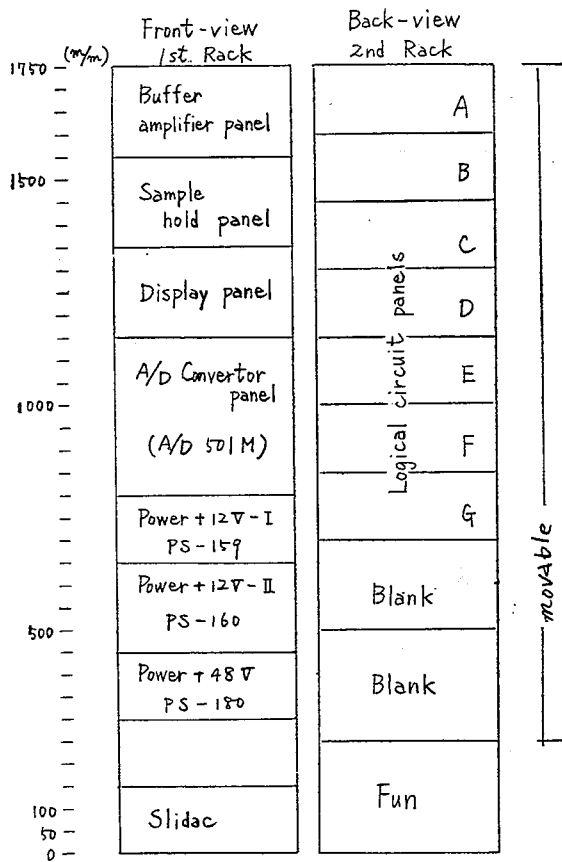 (m/m)
1750
1500
1000
500
100
50
0
Front-view
1st. Rack
Buffer
amplifier panel
Sample
hold panel
Display panel
A/D Convertor
panel
(A/D 501M)
Power + 12V - I
PS - 159
Power + 12V - II
PS - 160
Power + 48V
PS - 180
Slidac
Back-view
2nd Rack
A
B
C
D
E
F
G
Logical circuit panels
Blank
Blank
Fun
movable